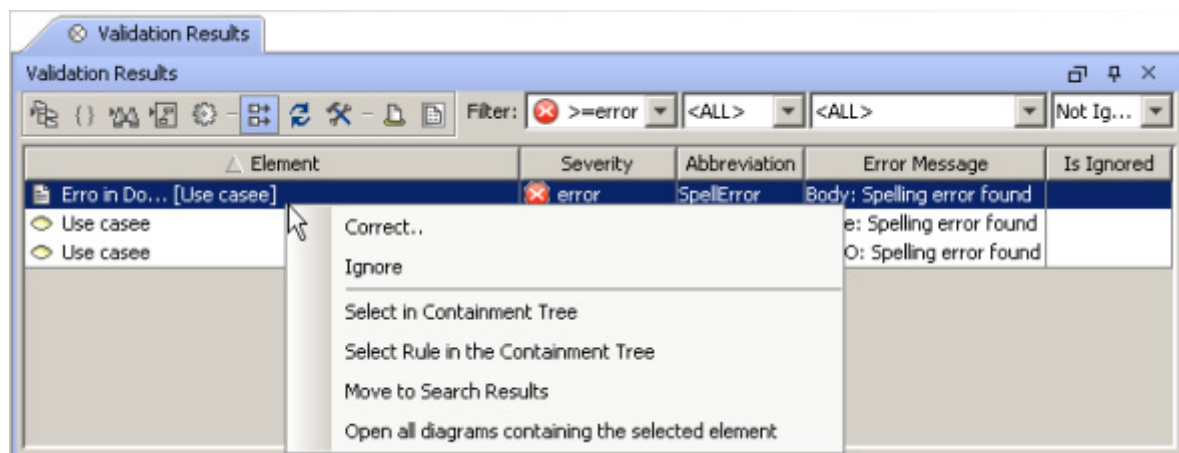 Validation Results
Validation Results
Filter: >=error <ALL> <ALL> Not Ig...
Element Severity Abbreviation Error Message Is Ignored
Erro in Do... [Use casee] error SpellError Body: Spelling error found
Use casee e: Spelling error found
Use casee O: Spelling error found
Correct..
Ignore
Select in Containment Tree
Select Rule in the Containment Tree
Move to Search Results
Open all diagrams containing the selected element